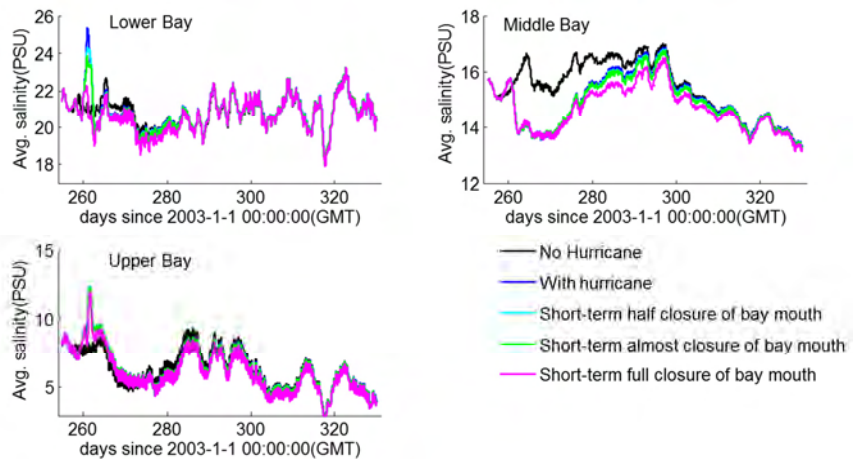 Lower Bay
Avg. salinity(PSU)
26
24
22
20
18
260
280
300
320
days since 2003-1-1 00:00:00(GMT)
Middle Bay
Avg. salinity(PSU)
18
16
14
12
260
280
300
320
days since 2003-1-1 00:00:00(GMT)
Upper Bay
Avg. salinity(PSU)
15
10
5
260
280
300
320
days since 2003-1-1 00:00:00(GMT)
No Hurricane
With hurricane
Short-term half closure of bay mouth
Short-term almost closure of bay mouth
Short-term full closure of bay mouth